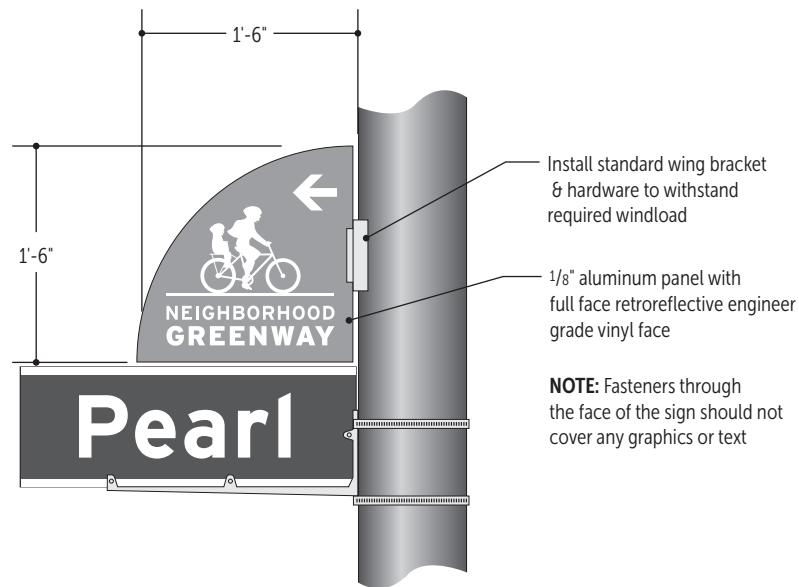 1'-6"
1'-6"
NEIGHBORHOOD
GREENWAY
Pearl
Install standard wing bracket
& hardware to withstand
required windload
1/8" aluminum panel with
full face retroreflective engineer
grade vinyl face
NOTE: Fasteners through
the face of the sign should not
cover any graphics or text